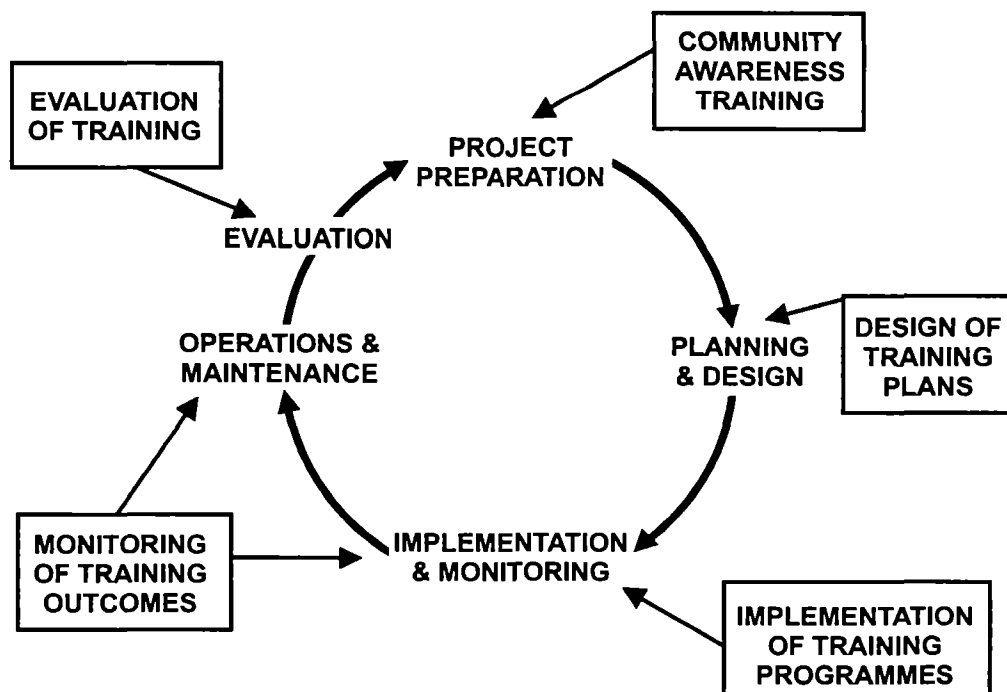 COMMUNITY
AWARENESS
TRAINING
EVALUATION
OF TRAINING
PROJECT
PREPARATION
EVALUATION
OPERATIONS &
MAINTENANCE
PLANNING
& DESIGN
DESIGN OF
TRAINING
PLANS
MONITORING
OF TRAINING
OUTCOMES
IMPLEMENTATION
& MONITORING
IMPLEMENTATION
OF TRAINING
PROGRAMMES